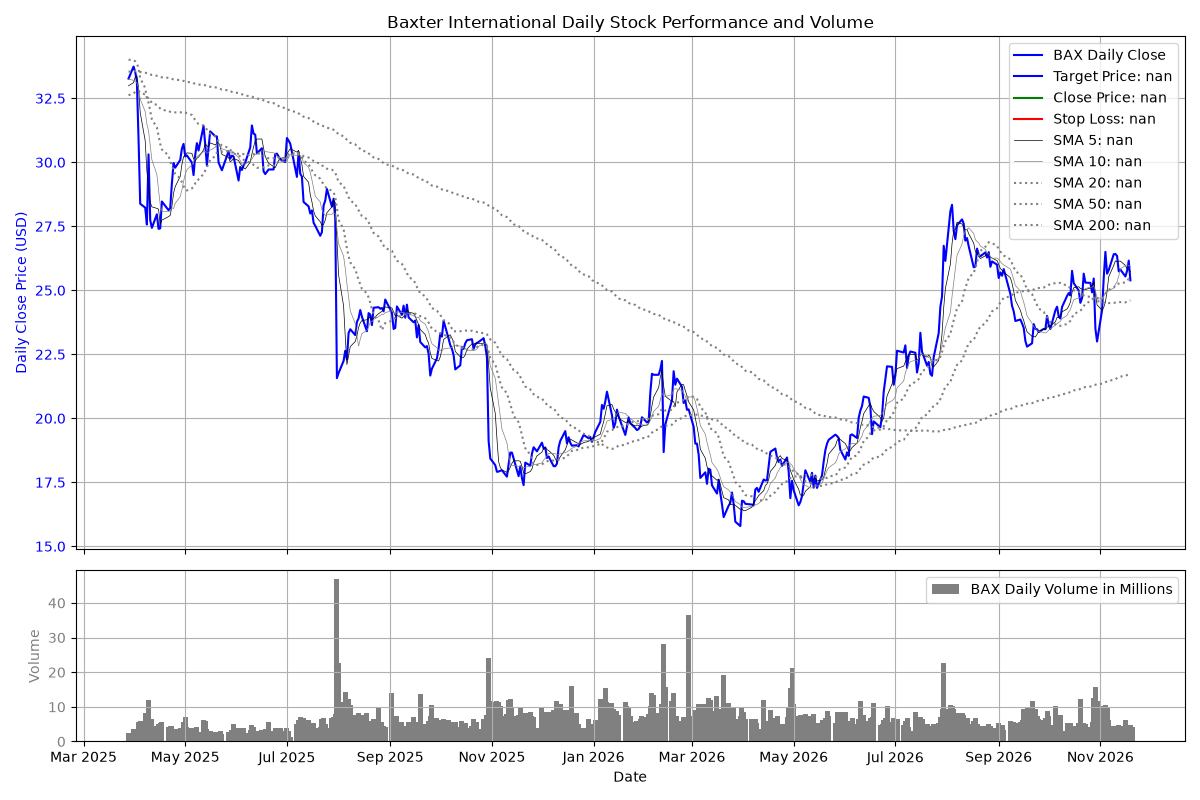 Baxter International Daily Stock Performance and Volume
Daily Close Price (USD)
32.5
30.0
27.5
25.0
22.5
20.0
17.5
15.0
BAX Daily Close
Target Price: nan
Close Price: nan
Stop Loss: nan
SMA 5: nan
SMA 10: nan
SMA 20: nan
SMA 50: nan
SMA 200: nan
Volume
40
30
20
10
0
BAX Daily Volume in Millions
Mar 2025 May 2025 Jul 2025 Sep 2025 Nov 2025 Jan 2026 Mar 2026 May 2026 Jul 2026 Sep 2026 Nov 2026
Date